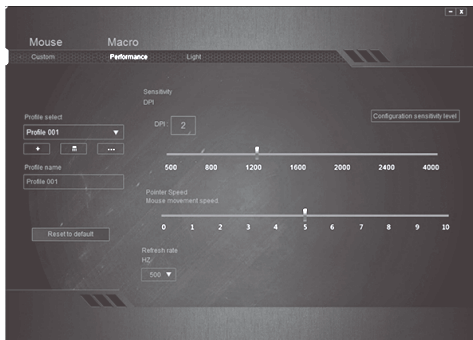 Mouse Macro
Custom Performance Light
Sensitivity
DPI
DPI : 2
Configuration sensitivity level
Profile select
Profile 001
500 800 1200 1600 2000 2400 4000
Profile name
Profile 001
Pointer Speed
Mouse movement speed
0 1 2 3 4 5 6 7 8 9 10
Reset to default
Refresh rate
HZ
500